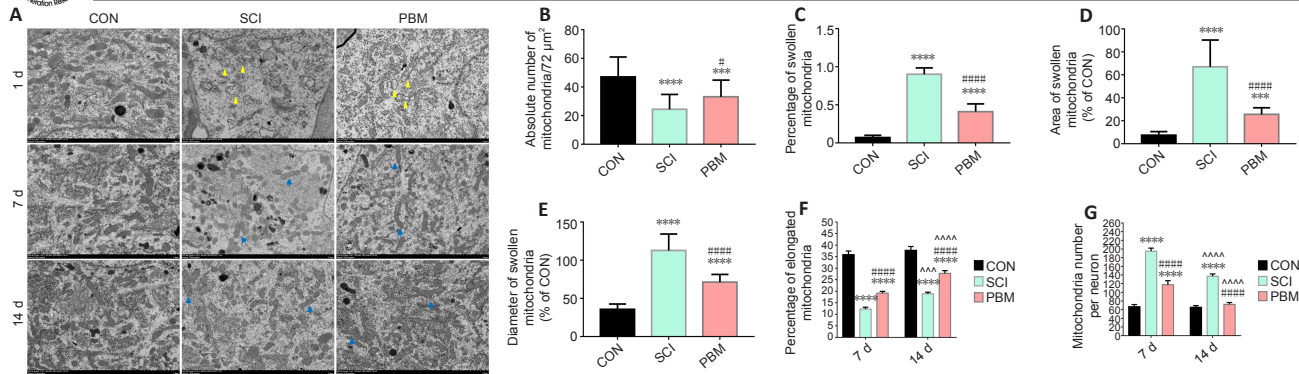 eration Rese
A
CON
SCI
PBM
1 d
7 d
14 d
B
Absolute number of
mitochondria/72 μm²
80
60
40
20
0
****
#
***
CON
SCI
PBM
C
Percentage of swollen
mitochondria
1.5
1.0
0.5
0
****
####
****
CON
SCI
PBM
D
Area of swollen
mitochondria
(% of CON)
100
80
60
40
20
0
****
####
***
CON
SCI
PBM
E
Diameter of swollen
mitochondria
(% of CON)
150
100
50
0
****
####
****
CON
SCI
PBM
F
Percentage of elongated
mitochondria
50
45
40
35
30
25
20
15
10
5
0
****
####
****
^^^
****
^^^^
####
****
7 d
14 d
CON
SCI
PBM
G
Mitochondria number
per neuron
280
260
240
220
200
180
160
140
120
100
80
60
40
20
0
****
####
****
^^^^
****
^^^^
####
7 d
14 d
CON
SCI
PBM